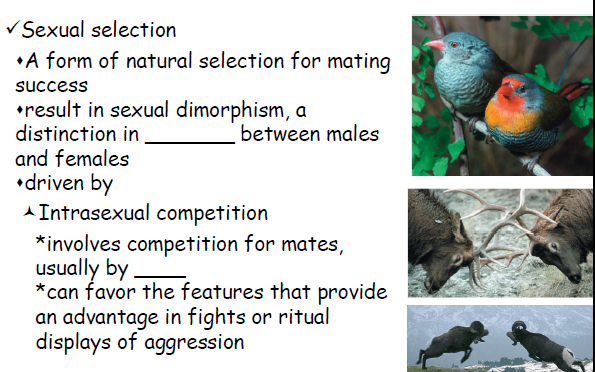 ✓Sexual selection
⬧A form of natural selection for mating
success
⬧result in sexual dimorphism, a
distinction in _______ between males
and females
⬧driven by
⮝Intrasexual competition
*involves competition for mates,
usually by ____
*can favor the features that provide
an advantage in fights or ritual
displays of aggression